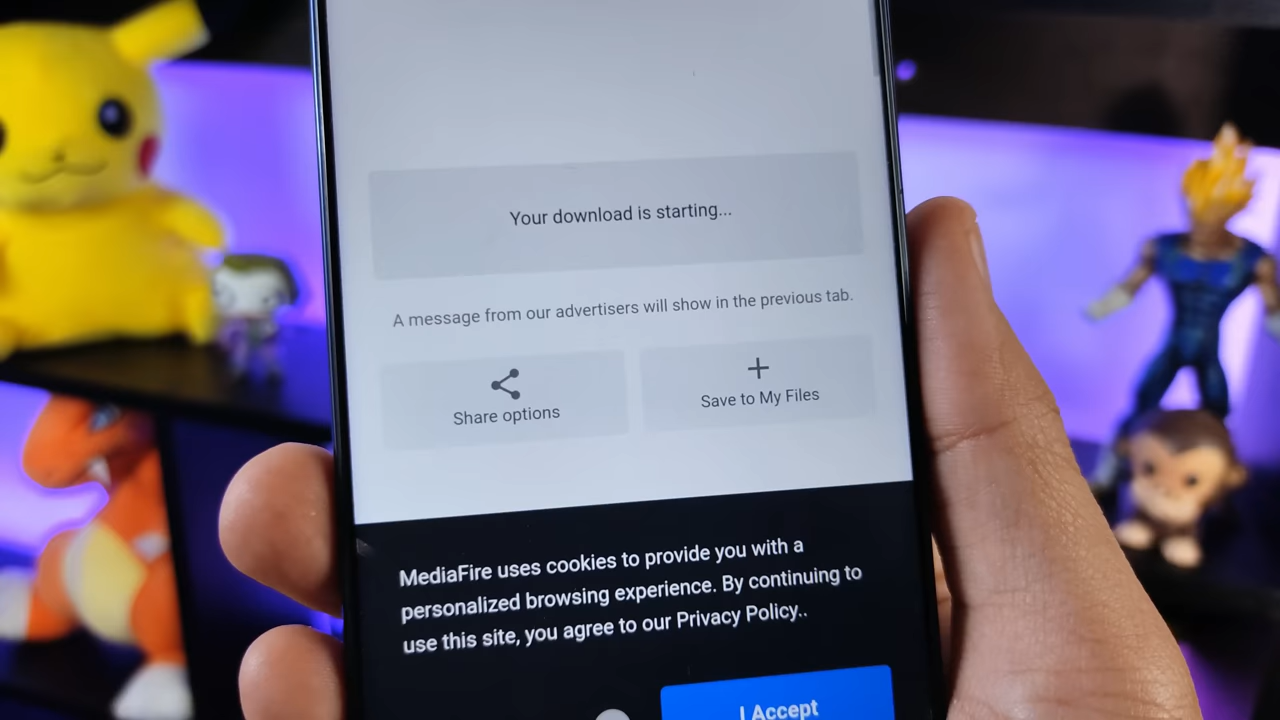 Your download is starting...
A message from our advertisers will show in the previous tab.
Share options
Save to My Files
MediaFire uses cookies to provide you with a
personalized browsing experience. By continuing to
use this site, you agree to our Privacy Policy..
I Accept